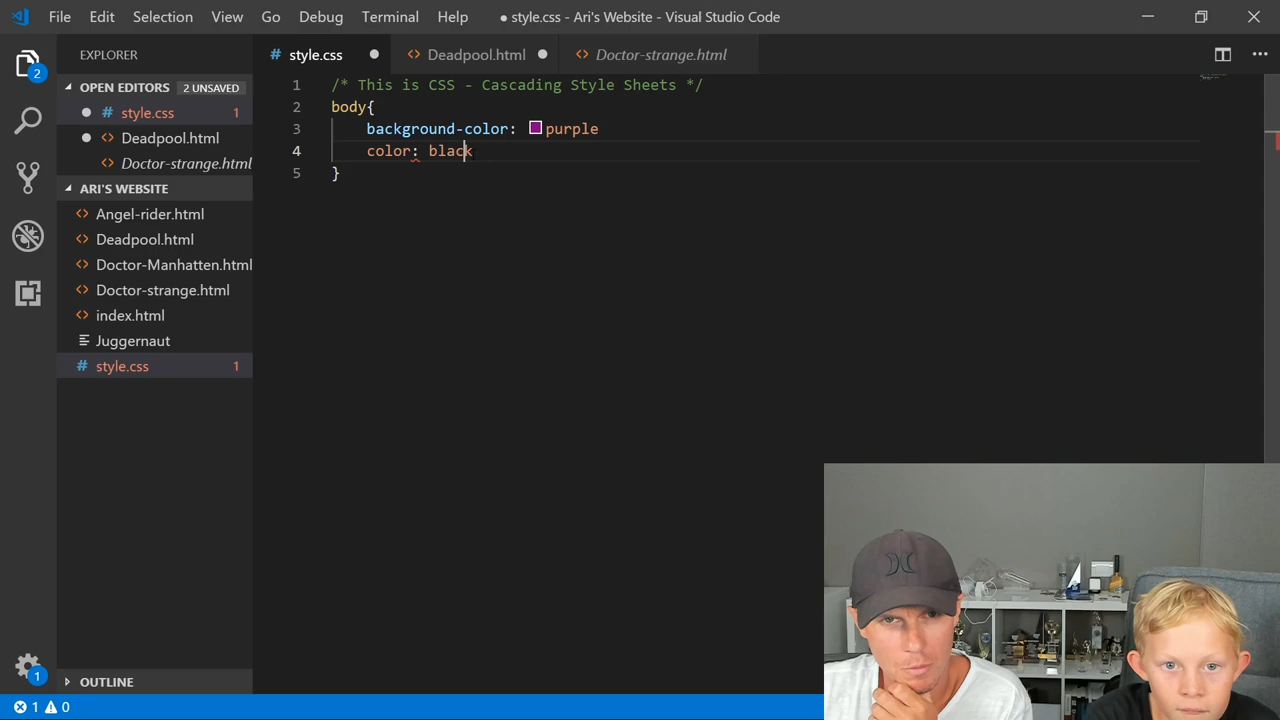 File Edit Selection View Go Debug Terminal Help ● style.css - Ari's Website - Visual Studio Code
EXPLORER
style.css
Deadpool.html
Doctor-strange.html
2
OPEN EDITORS 2 UNSAVED
style.css 1
Deadpool.html
Doctor-strange.html
ARI'S WEBSITE
Angel-rider.html
Deadpool.html
Doctor-Manhatten.html
Doctor-strange.html
index.html
Juggernaut
style.css 1
OUTLINE
1
1 /* This is CSS - Cascading Style Sheets */
2 body{
3 background-color: purple
4 color: black
5 }
1 0